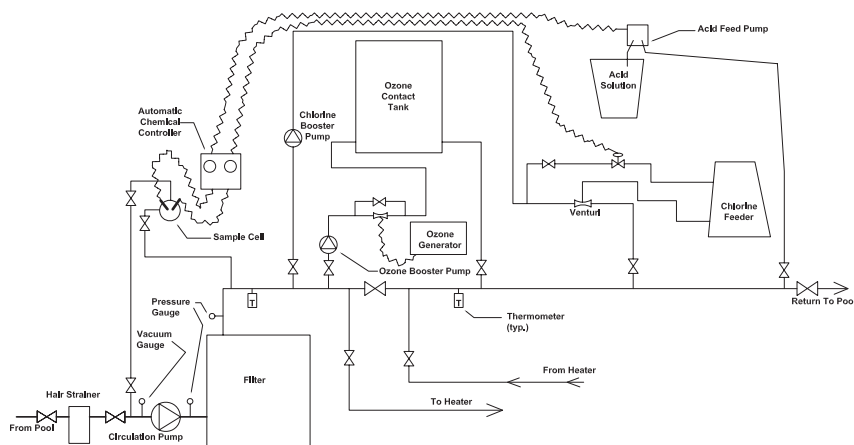 Acid Feed Pump
Acid
Solution
Ozone
Contact
Tank
Automatic
Chemical
Controller
Chlorine
Booster
Pump
Chlorine
Feeder
Venturi
Sample Cell
Ozone
Generator
Ozone Booster Pump
T
T
Return To Poo
Pressure
Gauge
Thermometer
(typ.)
Vacuum
Gauge
Filter
From Heater
Hair Strainer
To Heater
From Pool
Circulation Pump